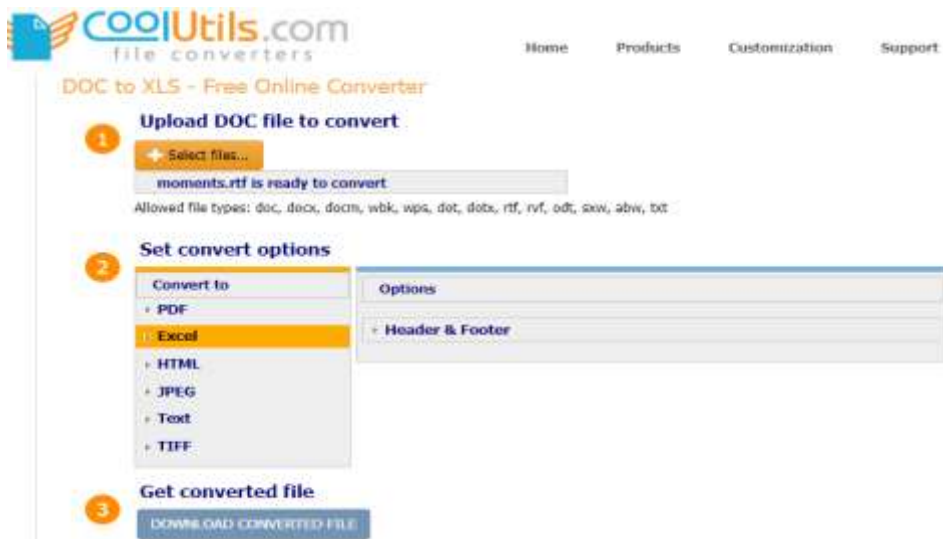 CoolUtils.com
file converters
Home Products Customization Support
DOC to XLS - Free Online Converter
1
Upload DOC file to convert
Select files...
moments.rtf is ready to convert
Allowed file types: doc, docx, docm, wbk, wps, dot, dotx, rtf, rvf, odt, sxw, abw, txt
2
Set convert options
Convert to
PDF
Excel
HTML
JPEG
Text
TIFF
Options
Header & Footer
3
Get converted file
DOWNLOAD CONVERTED FILE